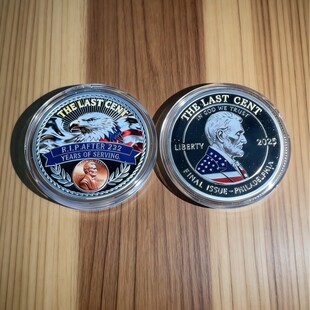 THE LAST CENT
R.I.P AFTER 232
YEARS OF SERVING.
THE LAST CENT
IN GOD WE TRUST
LIBERTY
2025
FINAL ISSUE - PHILADELPHIA